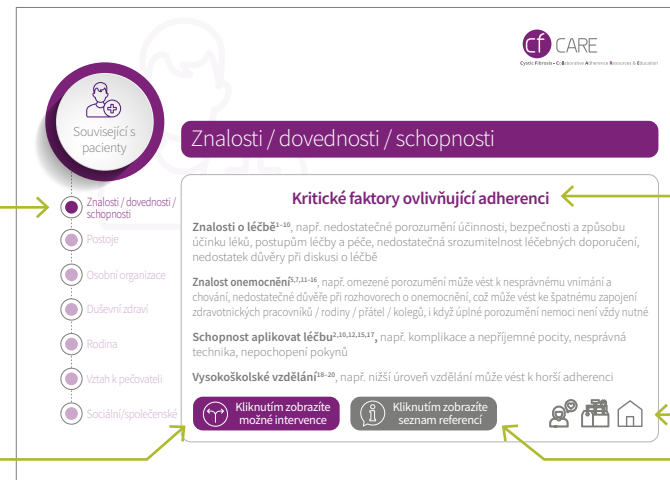 cf CARE
Cystic Fibrosis • Collaborative Adherence Resources & Education
Související s
pacienty
Znalosti / dovednosti / schopnosti
Znalosti / dovednosti /
schopnosti
Postoje
Osobní organizace
Duševní zdraví
Rodina
Vztah k pečovateli
Sociální/společenské
Kritické faktory ovlivňující adherenci
Znalosti o léčbě¹⁻¹⁰, např. nedostatečné porozumění účinnosti, bezpečnosti a způsobu
účinku léků, postupům léčby a péče, nedostatečná srozumitelnost léčebných doporučení,
nedostatek důvěry při diskusi o léčbě
Znalost onemocnění⁵,⁷,¹¹⁻¹⁶, např. omezené porozumění může vést k nesprávnému vnímání a
chování, nedostatečné důvěře při rozhovorech o onemocnění, což může vést ke špatnému zapojení
zdravotnických pracovníků / rodiny / přátel / kolegů, i když úplné porozumění nemoci není vždy nutné
Schopnost aplikovat léčbu²,¹⁰,¹²,¹⁵,¹⁷, např. komplikace a nepříjemné pocity, nesprávná
technika, nepochopení pokynů
Vysokoškolské vzdělání¹⁸⁻²⁰, např. nižší úroveň vzdělání může vést k horší adherenci
Kliknutím zobrazíte
možné intervence
Kliknutím zobrazíte
seznam referencí